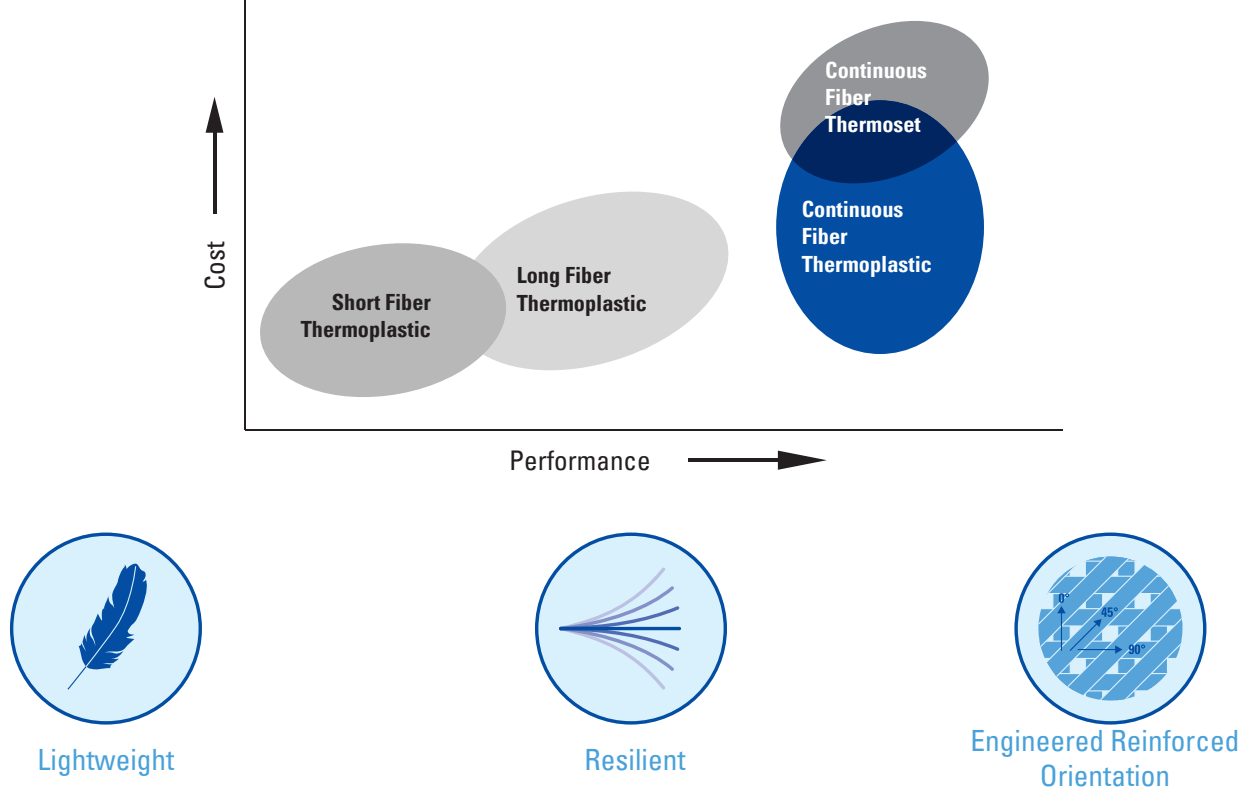 Continuous
Fiber
Thermoset
Continuous
Fiber
Thermoplastic
Long Fiber
Thermoplastic
Short Fiber
Thermoplastic
Cost
Performance
0°
45°
90°
Lightweight
Resilient
Engineered Reinforced
Orientation